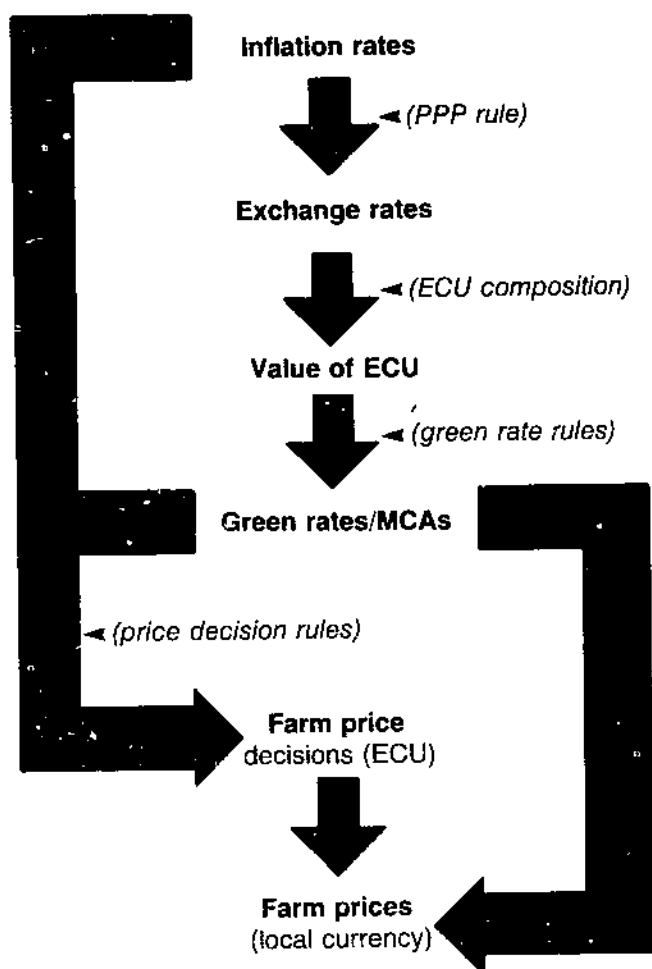 Inflation rates
(PPP rule)
Exchange rates
(ECU composition)
Value of ECU
(green rate rules)
Green rates/MCAs
(price decision rules)
Farm price
decisions (ECU)
Farm prices
(local currency)